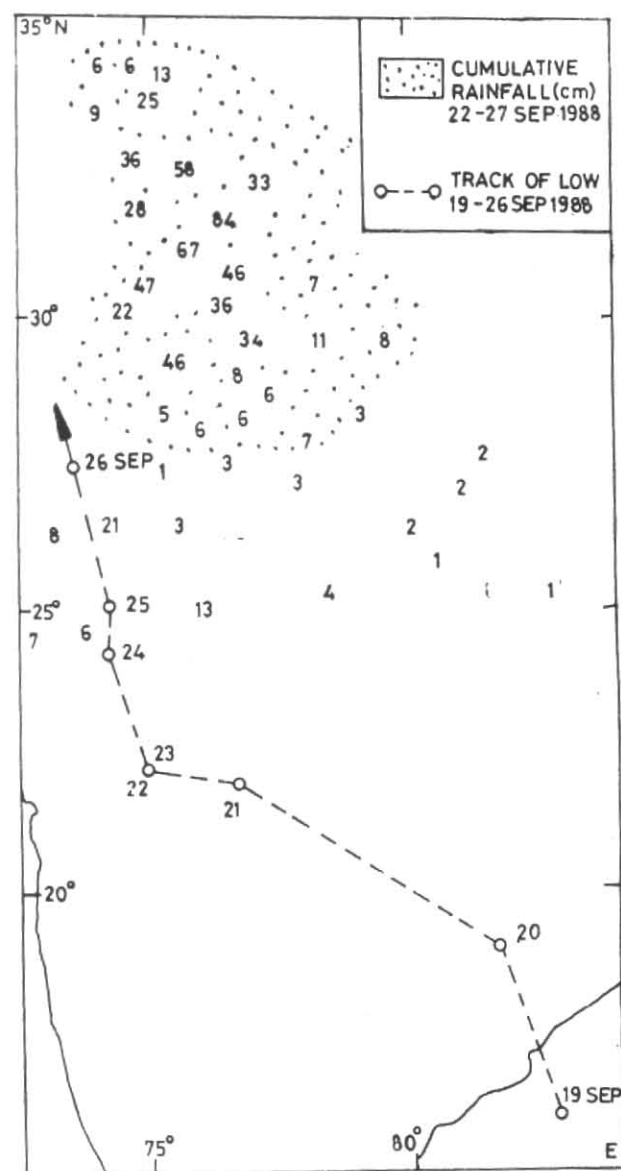 35°N
CUMULATIVE
RAINFALL (cm)
22-27 SEP 1988
TRACK OF LOW
19-26 SEP 1988
6 6 13
9 25
36 58 33
28 84
67
47 46 7
22 36
30°
34 11 8
46 8
6
5 6 3
6 7
26 SEP 1 3 2
3 2
8 21 3 2
1
25 13 4 1
25°
7 6 24
23
22 21
20°
20
19 SEP
75° 80° E